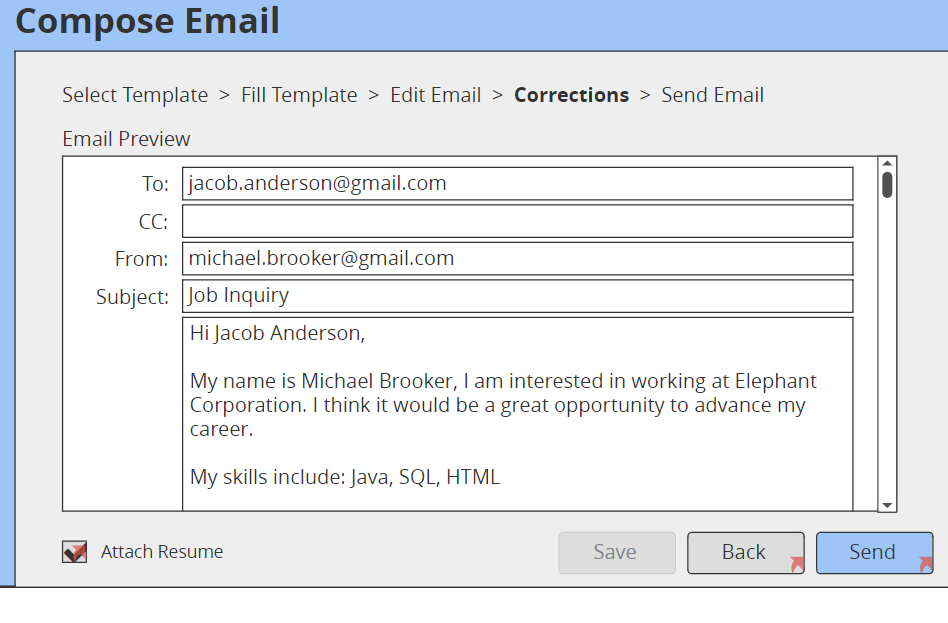 Compose Email
Select Template > Fill Template > Edit Email > Corrections > Send Email
Email Preview
To: jacob.anderson@gmail.com
CC:
From: michael.brooker@gmail.com
Subject: Job Inquiry
Hi Jacob Anderson,
My name is Michael Brooker, I am interested in working at Elephant
Corporation. I think it would be a great opportunity to advance my
career.
My skills include: Java, SQL, HTML
Attach Resume Save Back Send